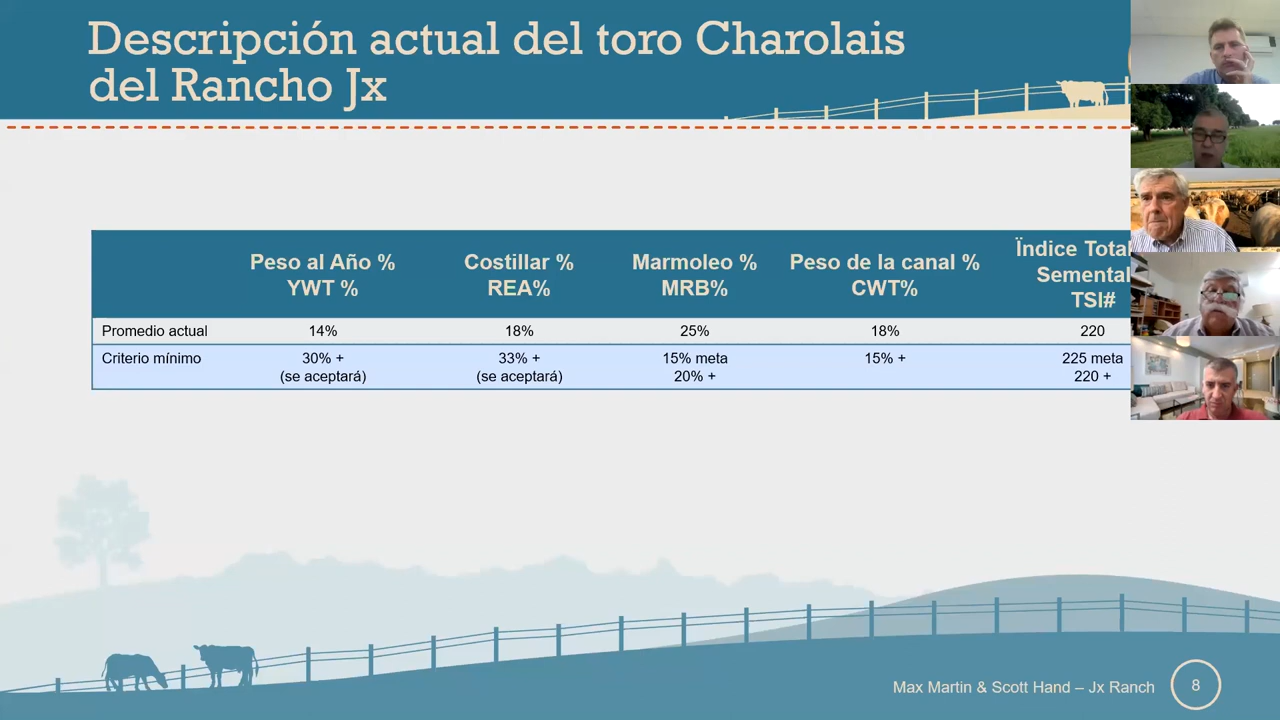 Descripción actual del toro Charolais
del Rancho Jx
Peso al Año %
YWT %
Costillar %
REA%
Marmoleo %
MRB%
Peso de la canal %
CWT%
Ïndice Total
Semental
TSI#
Promedio actual 14% 18% 25% 18% 220
Criterio mínimo 30% + 33% + 15% meta 15% + 225 meta
(se aceptará) (se aceptará) 20% + 220 +
Max Martin & Scott Hand – Jx Ranch 8